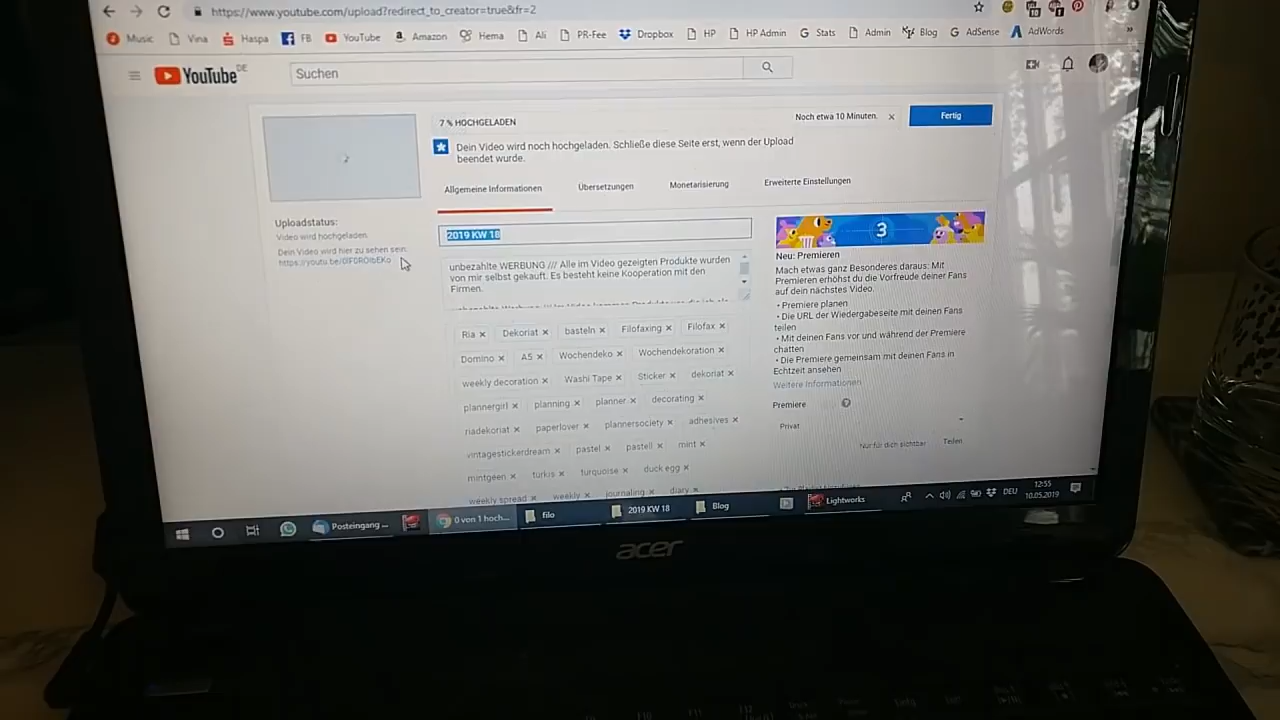 https://www.youtube.com/upload?redirect_to_creator=true&fr=2
Music Vina Haspa FB YouTube Amazon Hema Ali PR-Fee Dropbox HP HP Admin Stats Admin Blog AdSense AdWords »
YouTube DE
Suchen
7 % HOCHGELADEN
Noch etwa 10 Minuten. ×
Fertig
Dein Video wird noch hochgeladen. Schließe diese Seite erst, wenn der Upload
beendet wurde.
Allgemeine Informationen Übersetzungen Monetarisierung Erweiterte Einstellungen
Uploadstatus:
Video wird hochgeladen.
Dein Video wird hier zu sehen sein:
2019 KW 18
unbezahlte WERBUNG /// Alle im Video gezeigten Produkte wurden
von mir selbst gekauft. Es besteht keine Kooperation mit den
Firmen.
Ria × Dekoriat × basteln × Filofaxing × Filofax ×
Domino × A5 × Wochendeko × Wochendekoration ×
weekly decoration × Washi Tape × Sticker × dekoriat ×
plannergirl × planning × planner × decorating ×
riadekoriat × paperlover × plannersociety × adhesives ×
vintagestickerdream × pastel × pastell × mint ×
mintgeen × türkis × turquoise × duck egg ×
weekly spread × weekly × journaling × diary ×
3
Neu: Premieren
Mach etwas ganz Besonderes daraus: Mit
Premieren erhöhst du die Vorfreude deiner Fans
auf dein nächstes Video.
• Premiere planen
• Die URL der Wiedergabeseite mit deinen Fans
teilen
• Mit deinen Fans vor und während der Premiere
chatten
• Die Premiere gemeinsam mit deinen Fans in
Echtzeit ansehen
Weitere Informationen
Premiere
Privat
Nur für dich sichtbar Teilen
Posteingang ... 0 von 1 hoch... filo 2019 KW 18 Blog Lightworks DEU 12:55
10.05.2019
acer